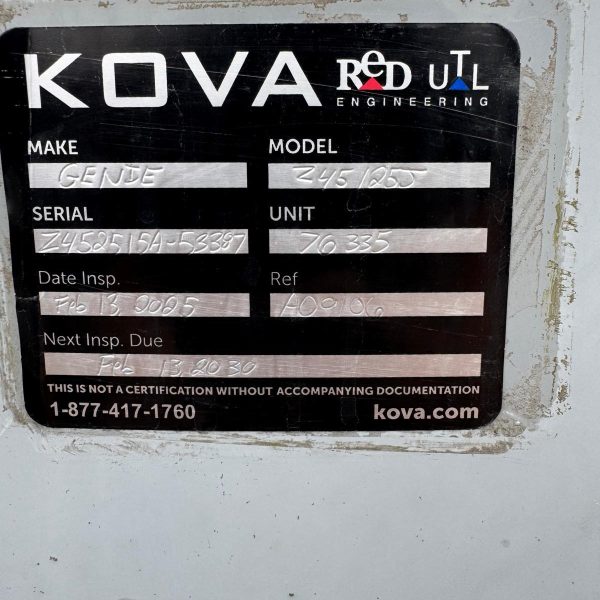 KOVA ReD UTL
ENGINEERING
MAKE MODEL
GENIE Z45/25J
SERIAL UNIT
Z452515A-53387 76335
Date Insp. Ref
Feb 13 2025 A09106
Next Insp. Due
Feb 13, 2030
THIS IS NOT A CERTIFICATION WITHOUT ACCOMPANYING DOCUMENTATION
1-877-417-1760 kova.com